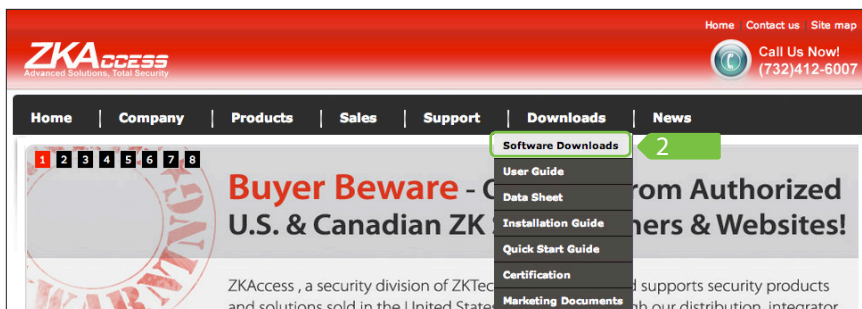 Home Contact us Site map
ZKAccess
Advanced Solutions, Total Security
Call Us Now!
(732)412-6007
Home Company Products Sales Support Downloads News
Software Downloads
2
User Guide
Data Sheet
Installation Guide
Quick Start Guide
Certification
Marketing Documents
1 2 3 4 5 6 7 8
WARNING
Buyer Beware - om Authorized
U.S. & Canadian ZK ners & Websites!
ZKAccess , a security division of ZKTec d supports security products
and solutions sold in the United States h our distribution, integrator